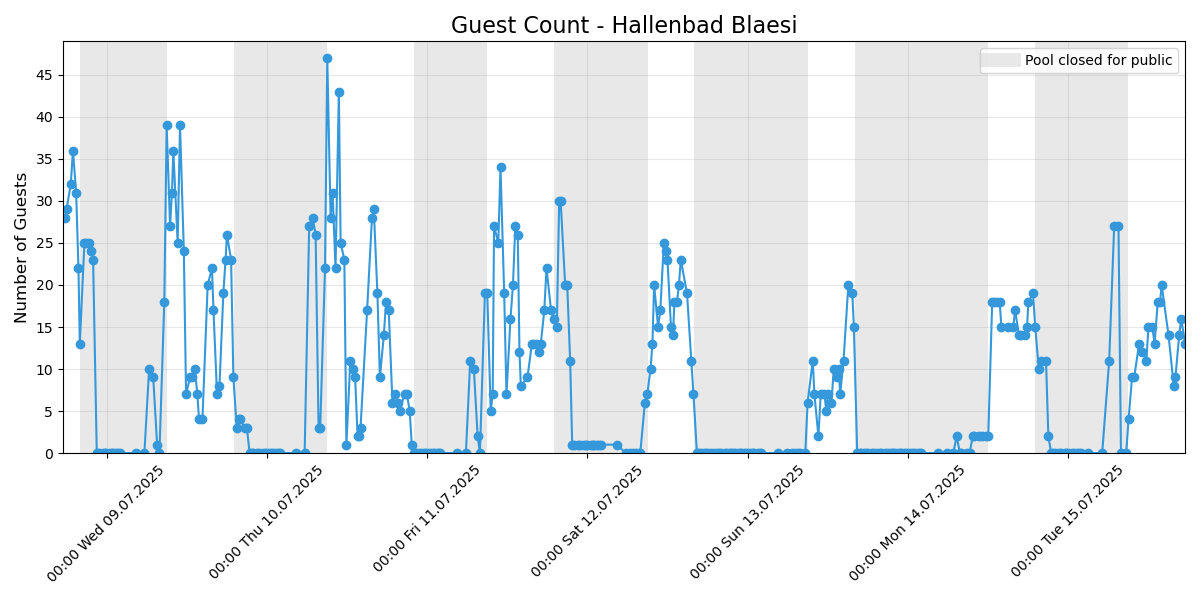 Guest Count - Hallenbad Blaesi
Pool closed for public
Number of Guests
45
40
35
30
25
20
15
10
5
0
00:00 Wed 09.07.2025
00:00 Thu 10.07.2025
00:00 Fri 11.07.2025
00:00 Sat 12.07.2025
00:00 Sun 13.07.2025
00:00 Mon 14.07.2025
00:00 Tue 15.07.2025